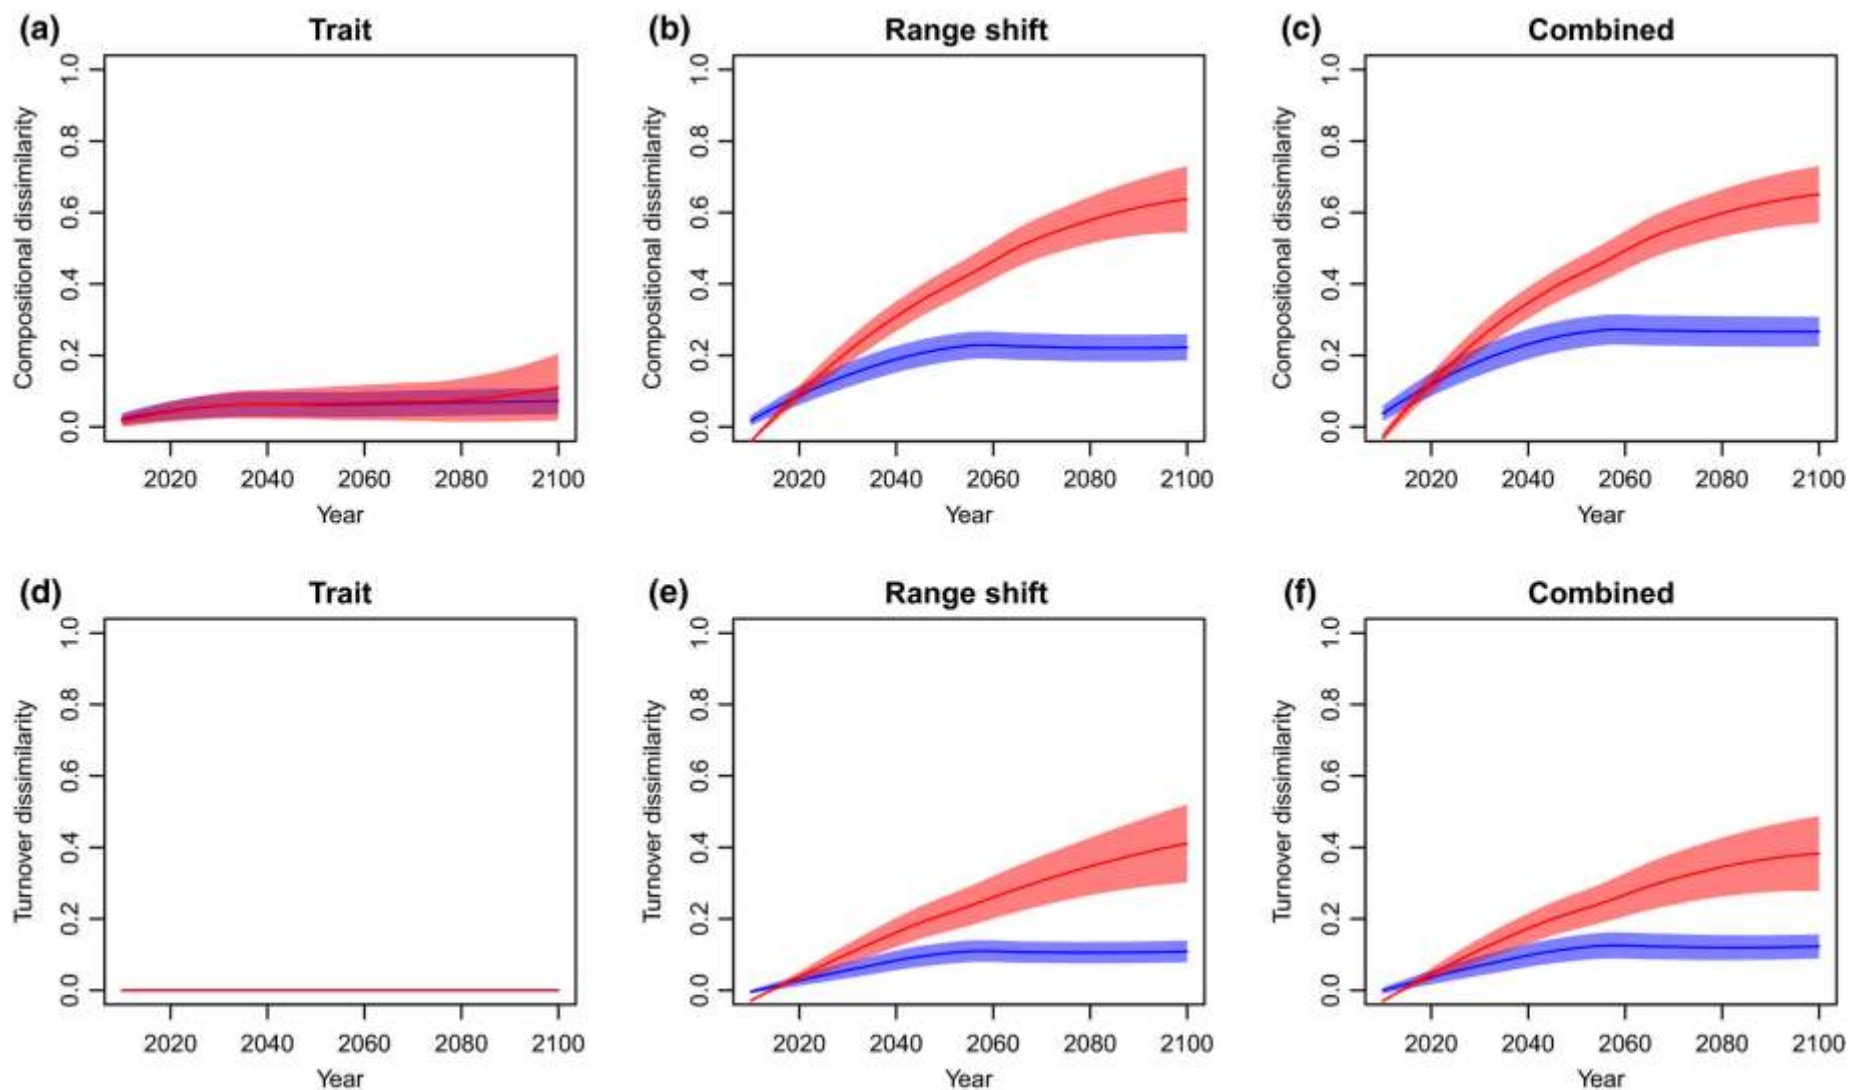 (a) Trait
Compositional dissimilarity
1.0
0.8
0.6
0.4
0.2
0.0
2020 2040 2060 2080 2100
Year
(b) Range shift
Compositional dissimilarity
1.0
0.8
0.6
0.4
0.2
0.0
2020 2040 2060 2080 2100
Year
(c) Combined
Compositional dissimilarity
1.0
0.8
0.6
0.4
0.2
0.0
2020 2040 2060 2080 2100
Year
(d) Trait
Turnover dissimilarity
1.0
0.8
0.6
0.4
0.2
0.0
2020 2040 2060 2080 2100
Year
(e) Range shift
Turnover dissimilarity
1.0
0.8
0.6
0.4
0.2
0.0
2020 2040 2060 2080 2100
Year
(f) Combined
Turnover dissimilarity
1.0
0.8
0.6
0.4
0.2
0.0
2020 2040 2060 2080 2100
Year